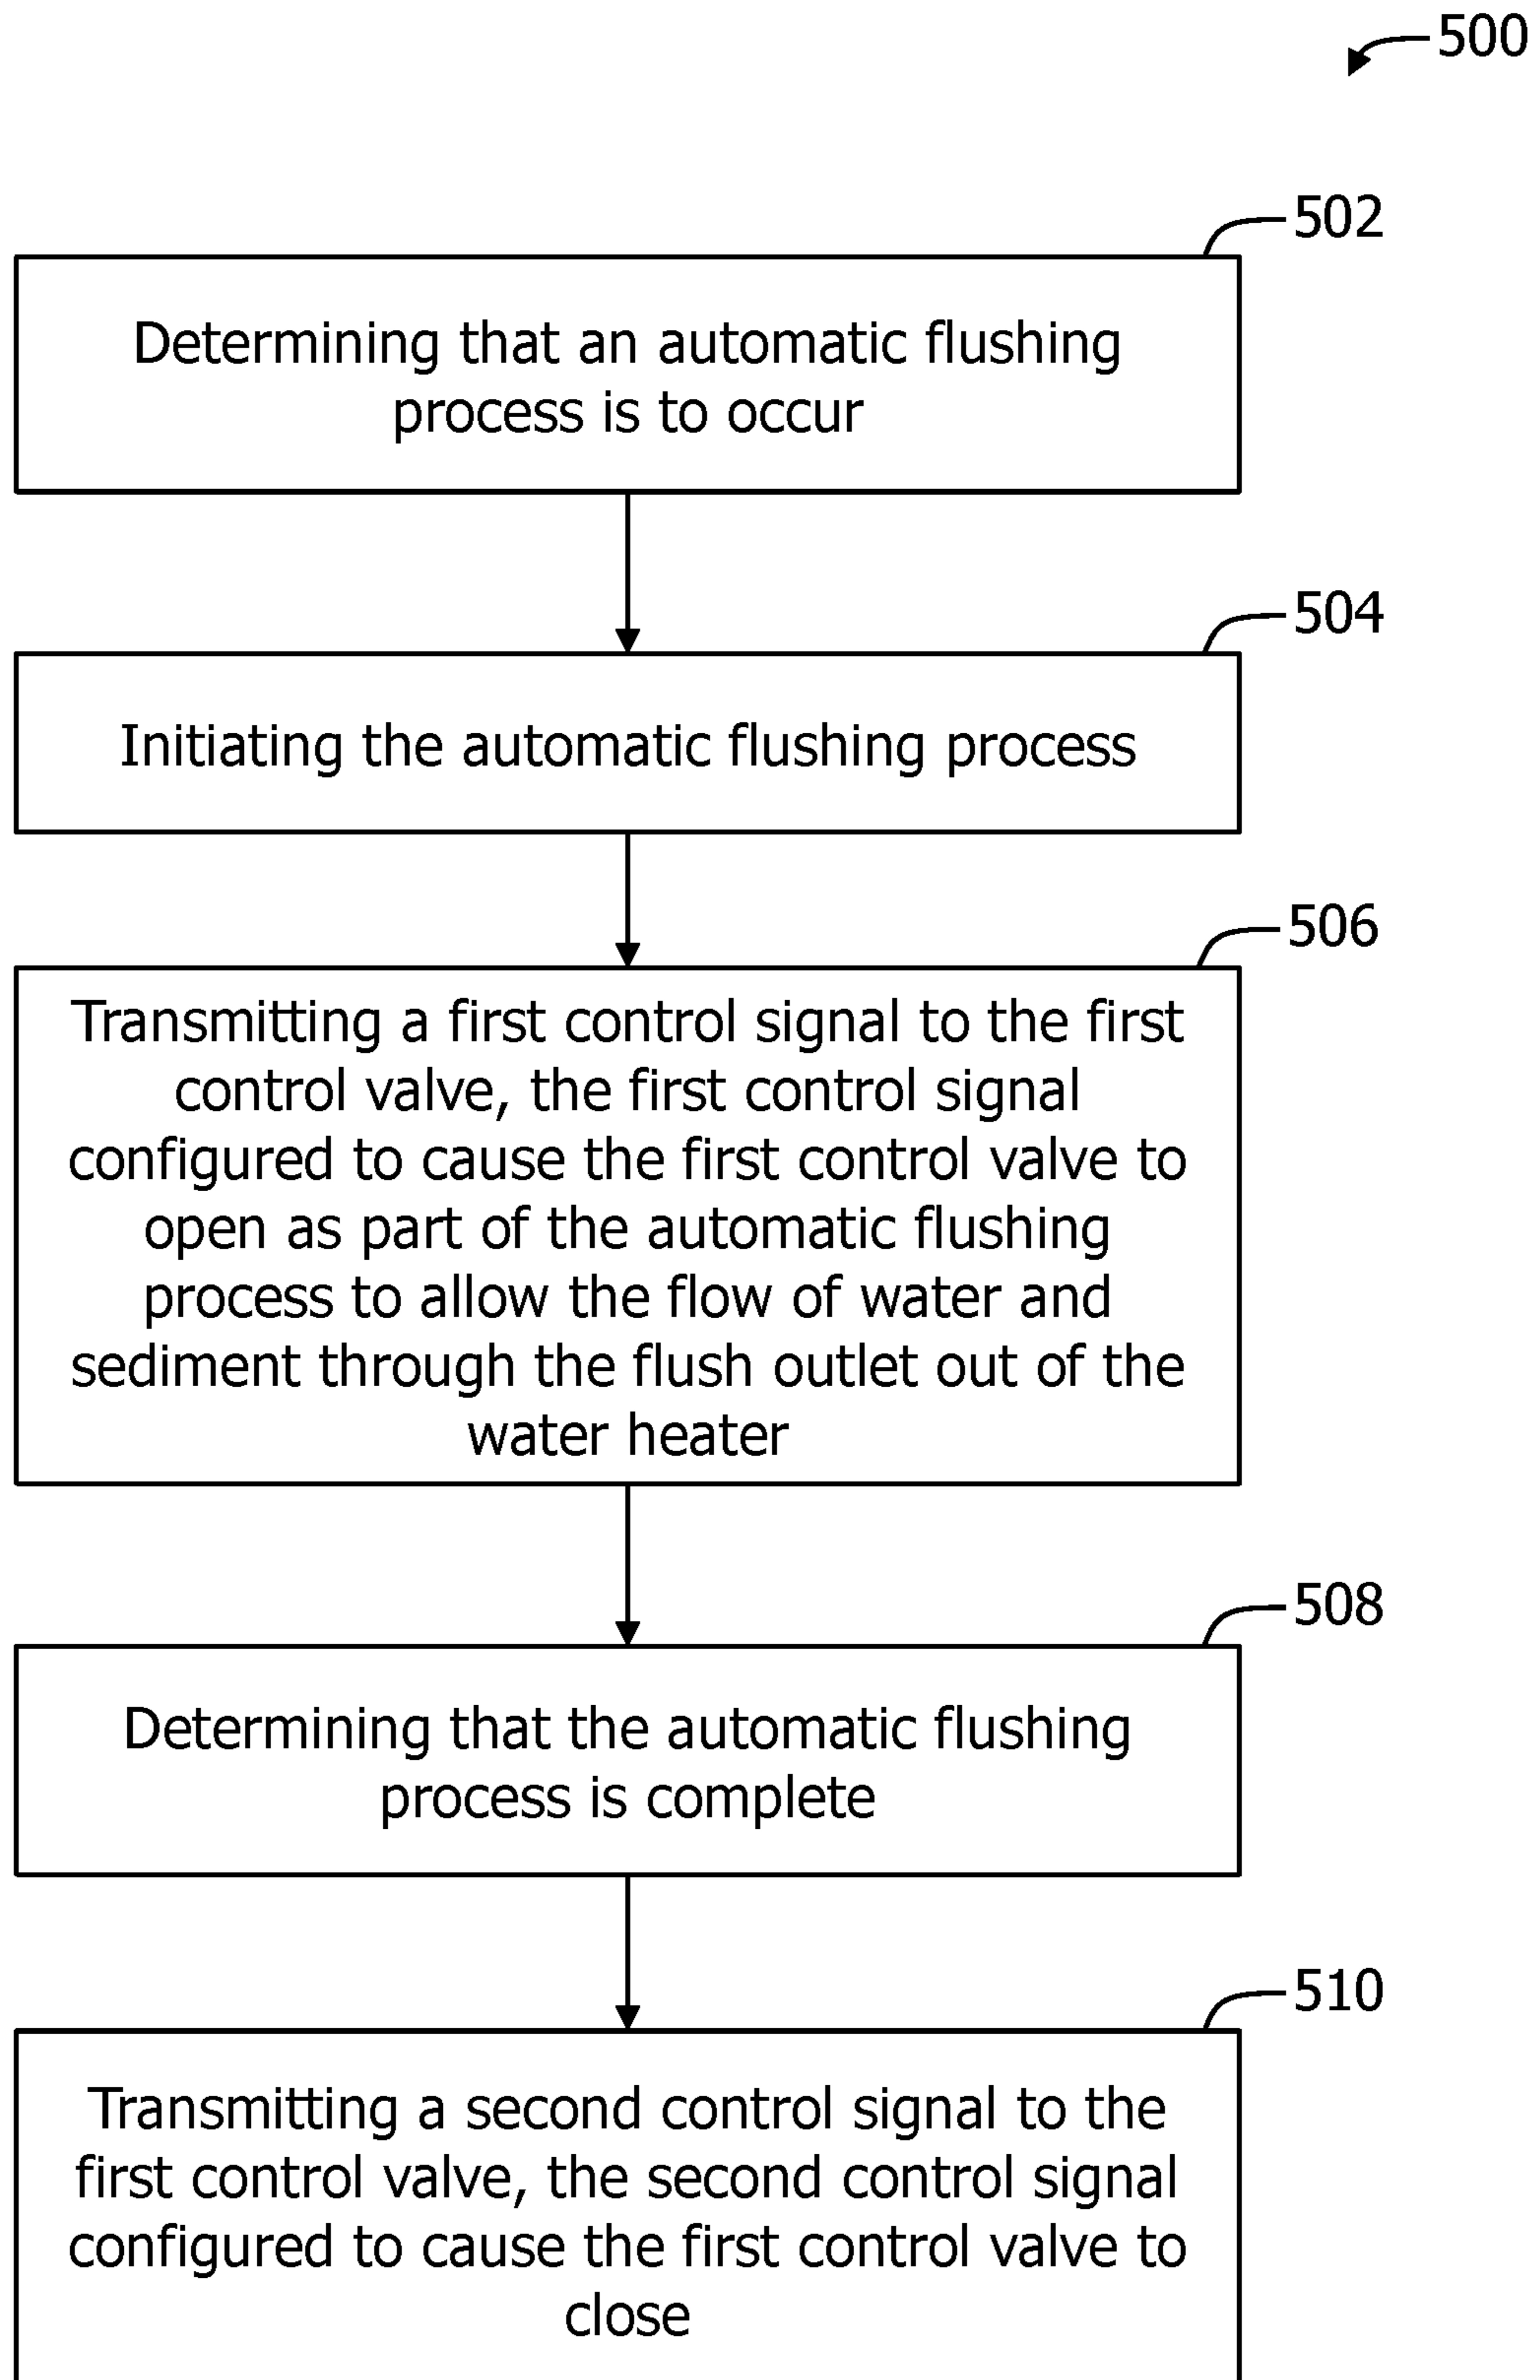 500
502
Determining that an automatic flushing
process is to occur
504
Initiating the automatic flushing process
506
Transmitting a first control signal to the first
control valve, the first control signal
configured to cause the first control valve to
open as part of the automatic flushing
process to allow the flow of water and
sediment through the flush outlet out of the
water heater
508
Determining that the automatic flushing
process is complete
510
Transmitting a second control signal to the
first control valve, the second control signal
configured to cause the first control valve to
close